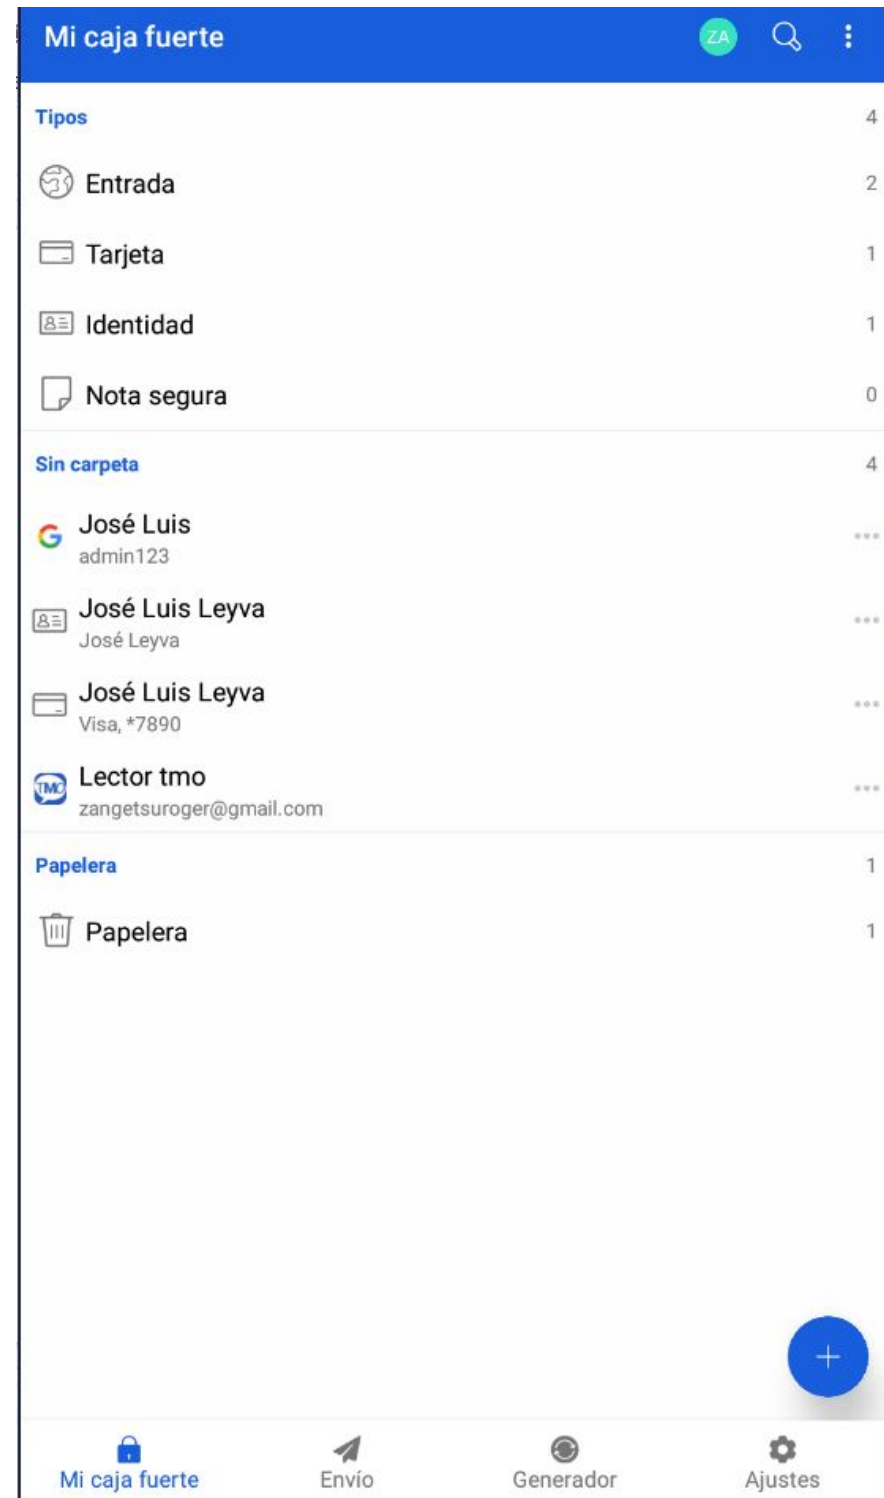 Mi caja fuerte ZA
Tipos 4
Entrada 2
Tarjeta 1
Identidad 1
Nota segura 0
Sin carpeta 4
José Luis
admin123
José Luis Leyva
José Leyva
José Luis Leyva
Visa, *7890
TMO Lector tmo
zangetsuroger@gmail.com
Papelera 1
Papelera 1
Mi caja fuerte Envío Generador Ajustes